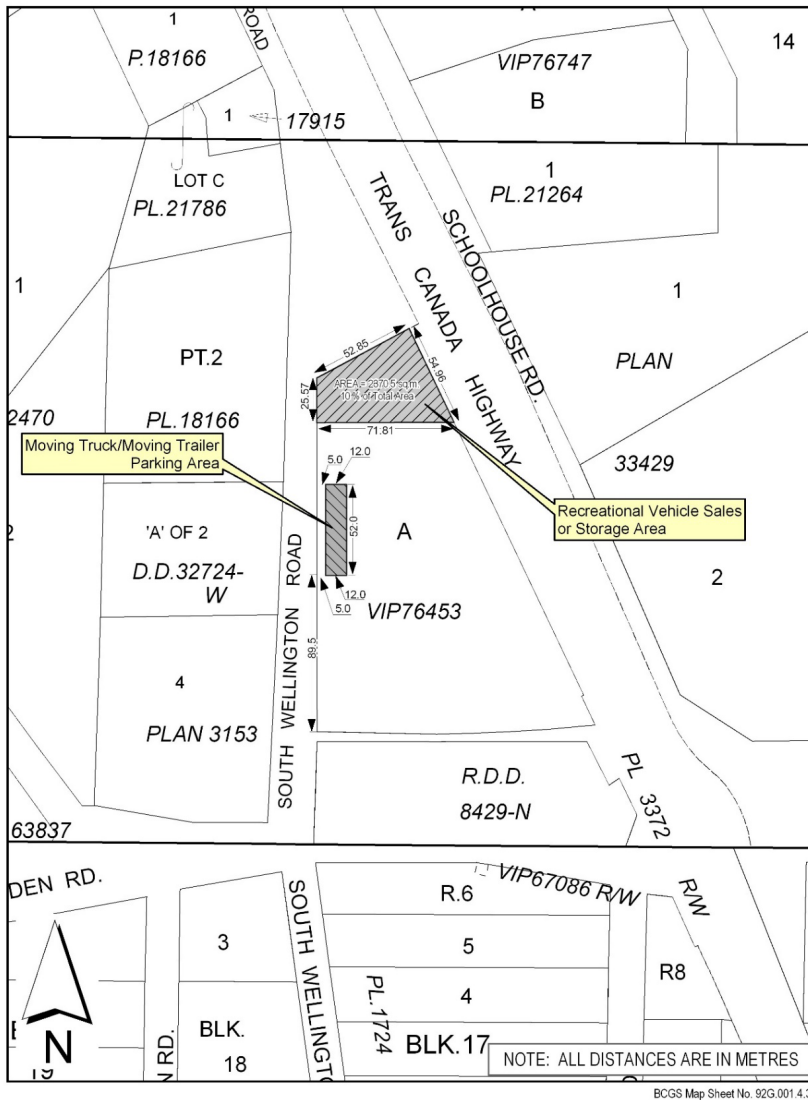 1
P.18166
ROAD
14
VIP76747
B
1
17915
LOT C
PL.21786
1
PL.21264
TRANS CANADA HIGHWAY
SCHOOLHOUSE RD.
1
1
PLAN
PT.2
PL.18166
2470
52.85
54.96
25.57
AREA = 2870.5 sq.m.
10 % of Total Area
71.81
33429
Moving Truck/Moving Trailer
Parking Area
5.0
12.0
52.0
Recreational Vehicle Sales
or Storage Area
'A' OF 2
D.D.32724-
W
A
2
2
12.0
5.0
VIP76453
89.5
SOUTH WELLINGTON ROAD
4
PLAN 3153
R.D.D.
8429-N
PL 3372
63837
DEN RD.
SOUTH WELLINGTO
VIP67086 R/W
R/W
R.6
3
5
R8
4
PL.1724
BLK.
18
BLK.17
N
19
N RD.
NOTE: ALL DISTANCES ARE IN METRES
BCGS Map Sheet No. 92G.001.4.3